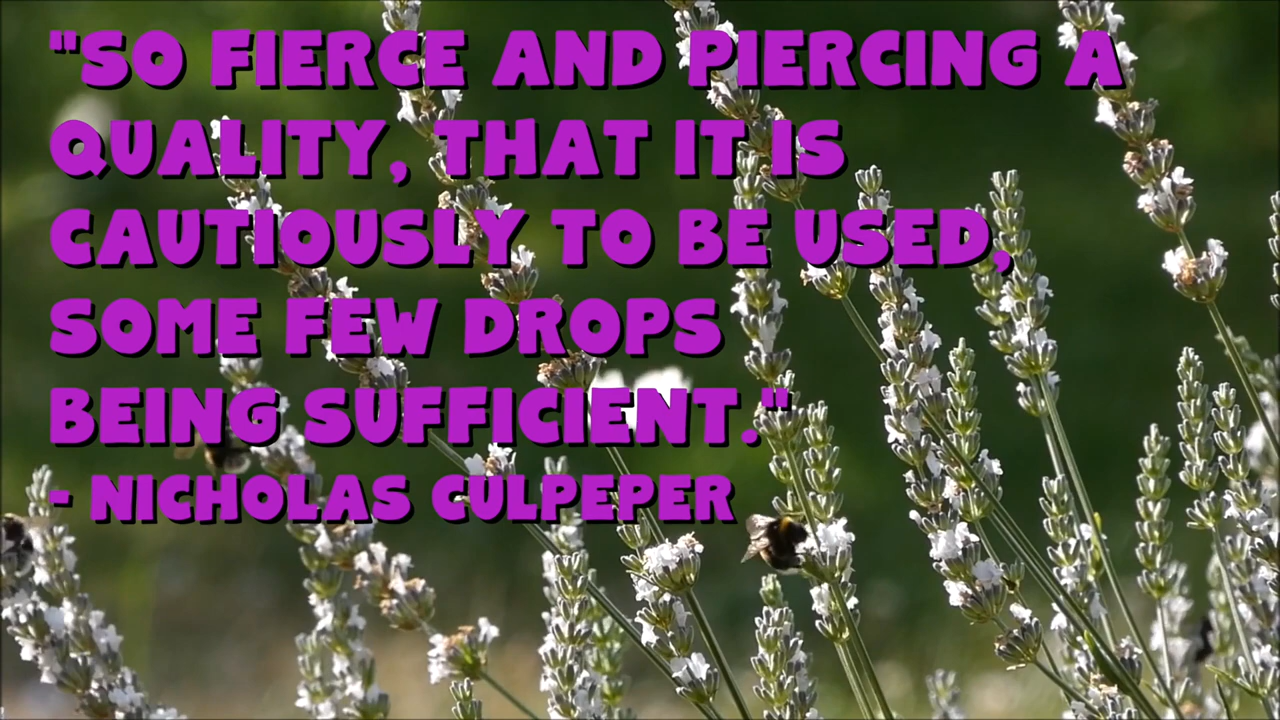 "SO FIERCE AND PIERCING A
QUALITY, THAT IT IS
CAUTIOUSLY TO BE USED,
SOME FEW DROPS
BEING SUFFICIENT."
- NICHOLAS CULPEPER